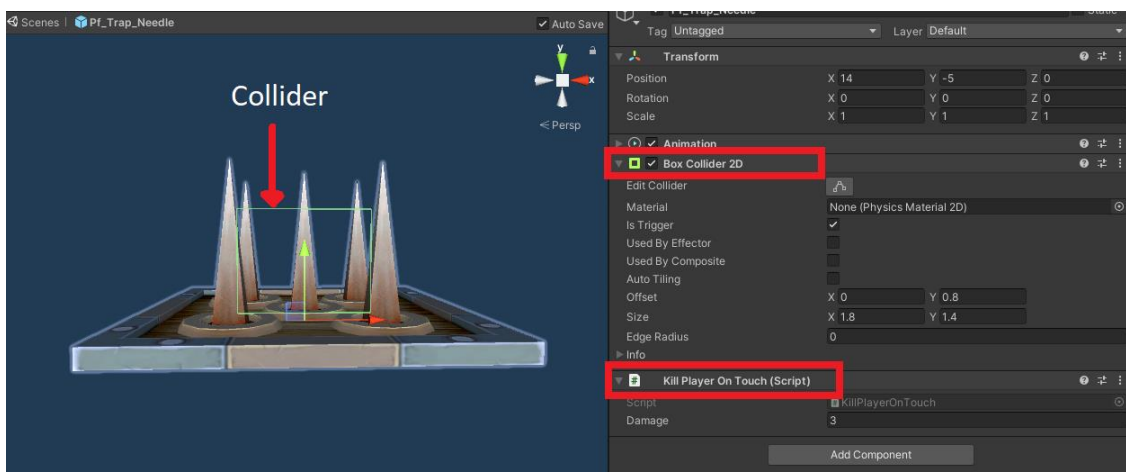 Scenes | Pf_Trap_Needle
Auto Save
Collider
y
x
< Persp
Pf_Trap_Needle
Static
Tag Untagged Layer Default
Transform
Position X 14 Y -5 Z 0
Rotation X 0 Y 0 Z 0
Scale X 1 Y 1 Z 1
Animation
Box Collider 2D
Edit Collider
Material None (Physics Material 2D)
Is Trigger
Used By Effector
Used By Composite
Auto Tiling
Offset X 0 Y 0.8
Size X 1.8 Y 1.4
Edge Radius 0
Info
# Kill Player On Touch (Script)
Script # KillPlayerOnTouch
Damage 3
Add Component